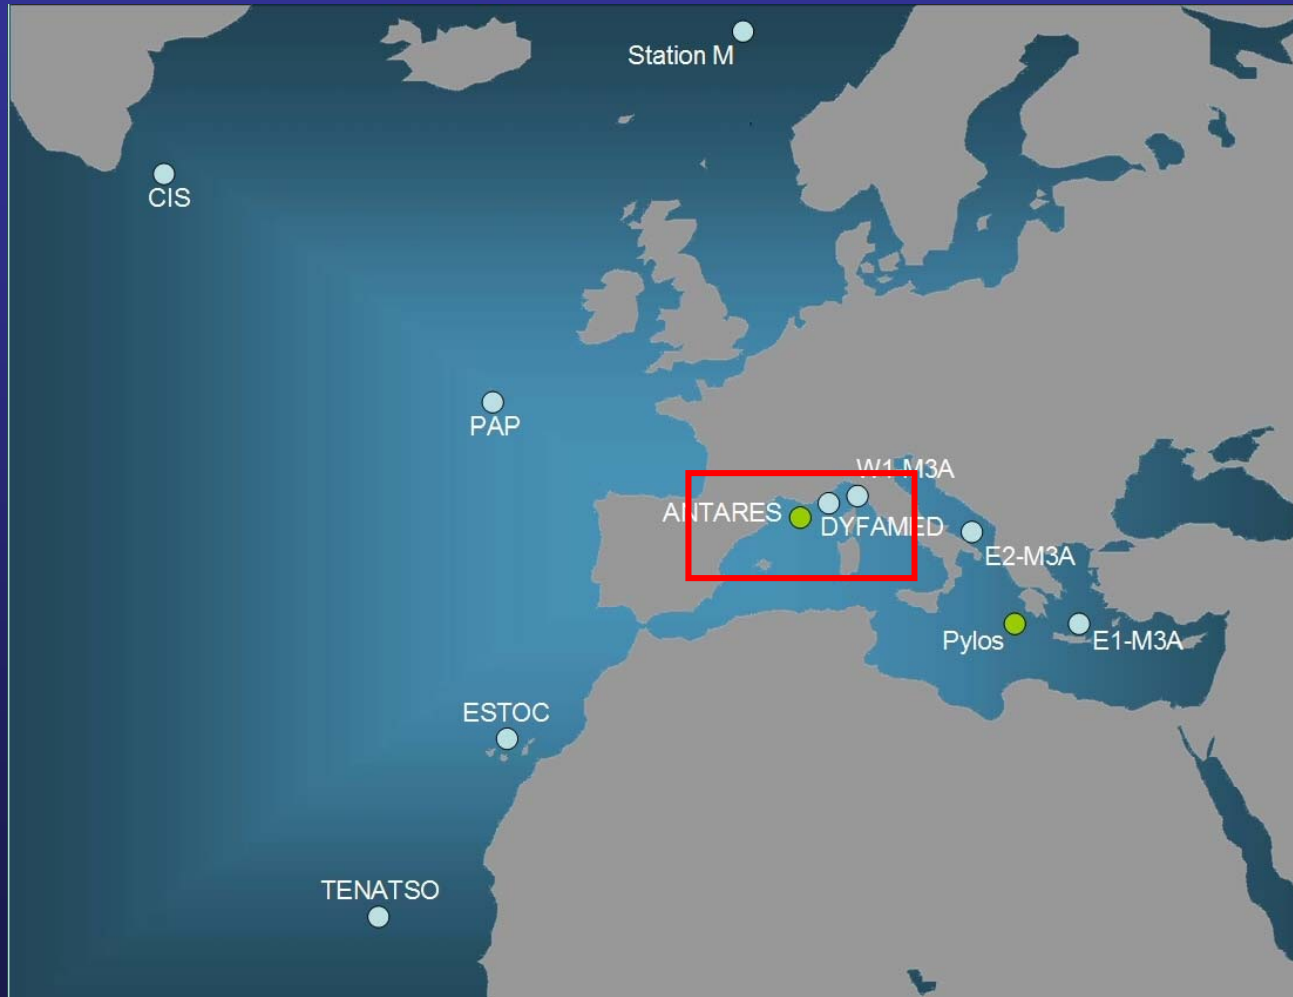 Station M
CIS
PAP
W1-M3A
ANTARES
DYFAMED
E2-M3A
Pylos
E1-M3A
ESTOC
TENATSO